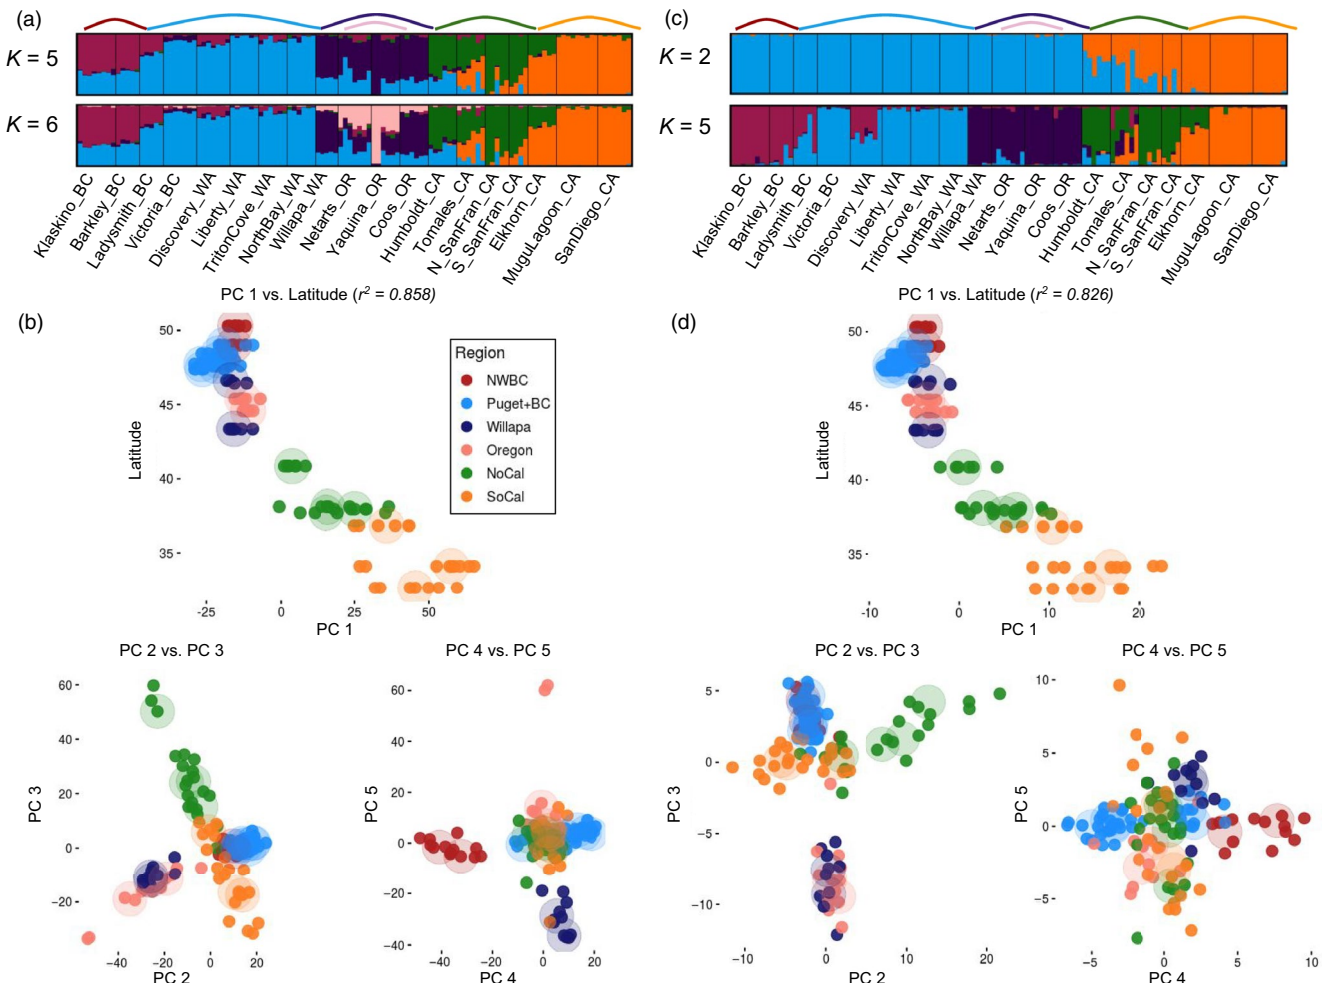 (a)
K = 5
K = 6
Klaskino_BC
Barkley_BC
Ladysmith_BC
Victoria_BC
Discovery_WA
Liberty_WA
TritonCove_WA
NorthBay_WA
Willapa_WA
Netarts_OR
Yaquina_OR
Coos_OR
Humboldt_CA
Tomales_CA
N_SanFran_CA
S_SanFran_CA
Elkhorn_CA
MuguLagoon_CA
SanDiego_CA
(c)
K = 2
K = 5
Klaskino_BC
Barkley_BC
Ladysmith_BC
Victoria_BC
Discovery_WA
Liberty_WA
TritonCove_WA
NorthBay_WA
Willapa_WA
Netarts_OR
Yaquina_OR
Coos_OR
Humboldt_CA
Tomales_CA
N_SanFran_CA
S_SanFran_CA
Elkhorn_CA
MuguLagoon_CA
SanDiego_CA
(b)
PC 1 vs. Latitude (r² = 0.858)
50
45
40
35
Latitude
-25
0
25
50
PC 1
Region
NWBC
Puget+BC
Willapa
Oregon
NoCal
SoCal
PC 2 vs. PC 3
60
40
20
0
−20
PC 3
−40
−20
0
20
PC 2
PC 4 vs. PC 5
60
40
20
0
−20
−40
PC 5
−40
−20
0
20
PC 4
(d)
PC 1 vs. Latitude (r² = 0.826)
50
45
40
35
Latitude
-10
0
10
20
PC 1
PC 2 vs. PC 3
5
0
−5
−10
PC 3
−10
0
10
20
PC 2
PC 4 vs. PC 5
10
5
0
−5
PC 5
−5
0
5
10
PC 4